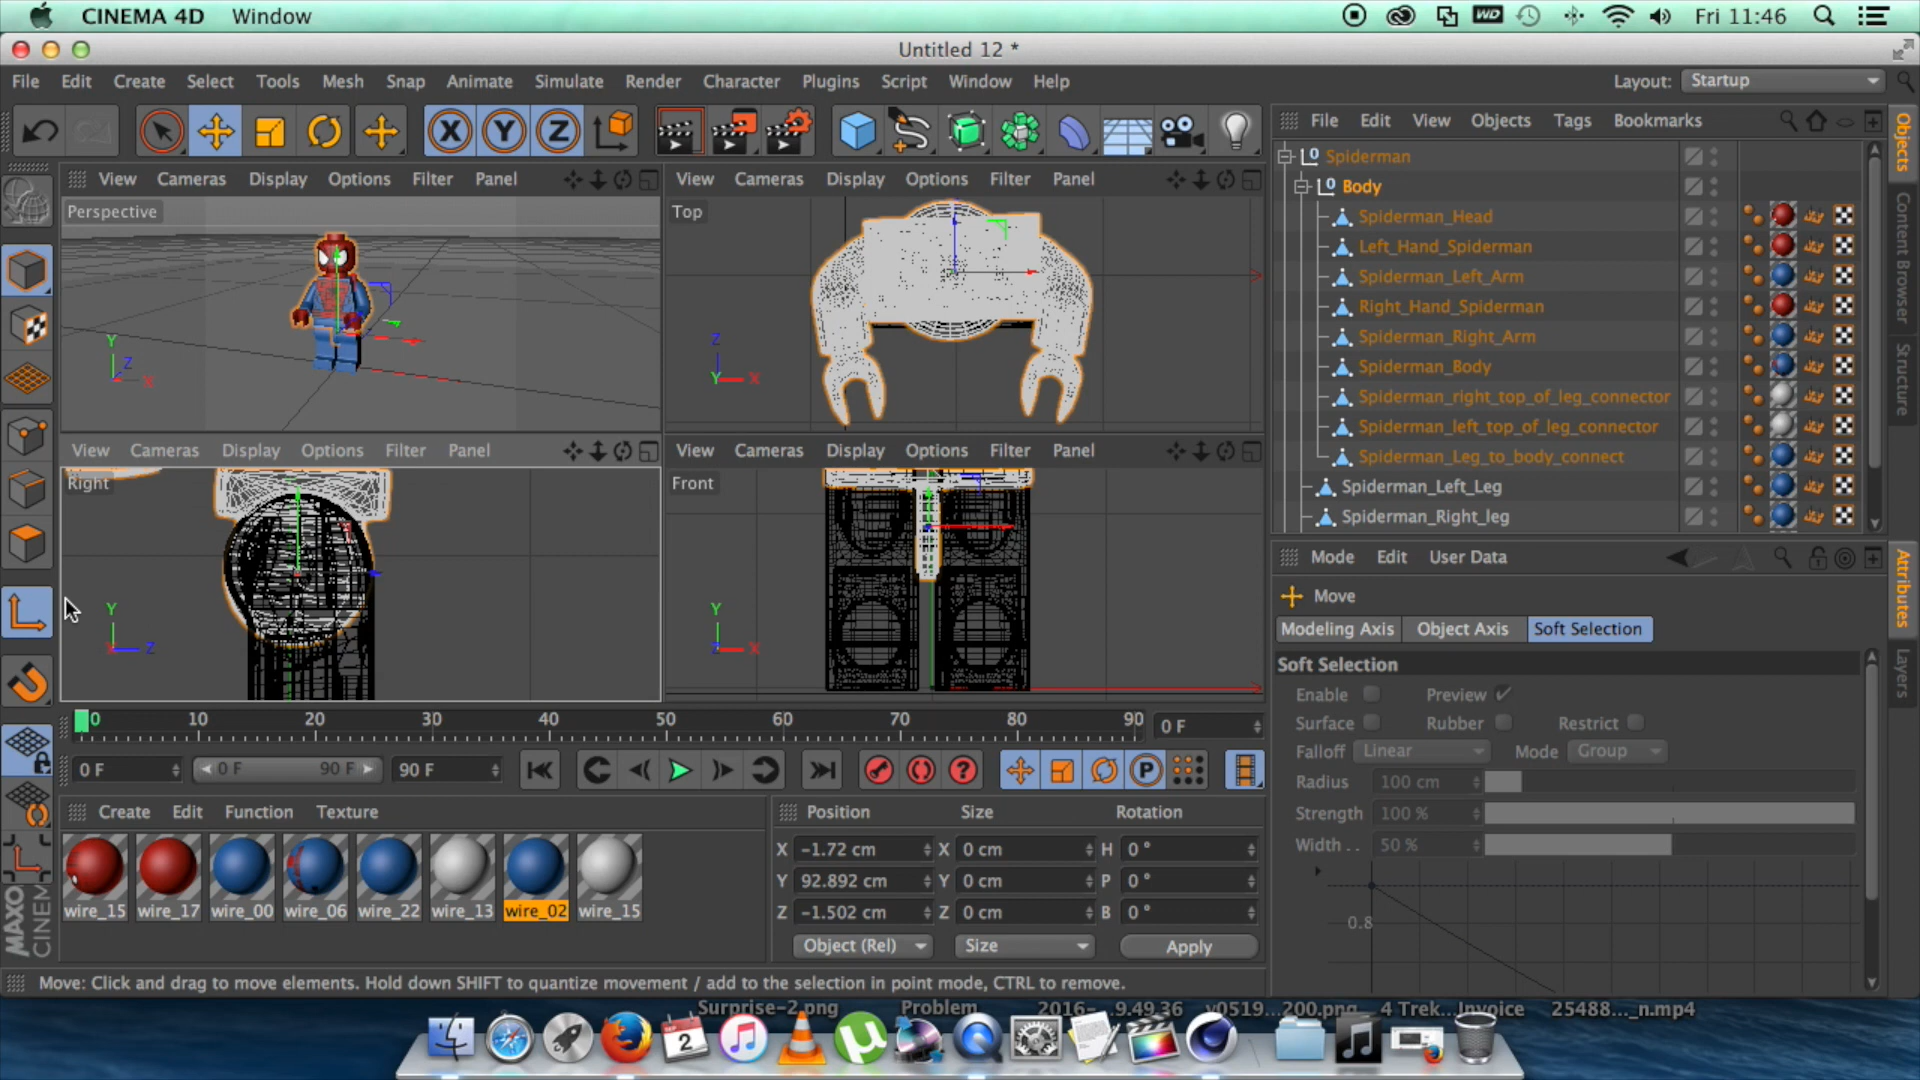 CINEMA 4D Window WD Fri 11:46
Untitled 12 *
File Edit Create Select Tools Mesh Snap Animate Simulate Render Character Plugins Script Window Help Layout: Startup
X Y Z
File Edit View Objects Tags Bookmarks
View Cameras Display Options Filter Panel
View Cameras Display Options Filter Panel
Perspective
Y
Z
X
Top
Z
Y X
View Cameras Display Options Filter Panel
View Cameras Display Options Filter Panel
Right
Y
X Z
Front
Y
Z X
Spiderman
Body
Spiderman_Head
Left_Hand_Spiderman
Spiderman_Left_Arm
Right_Hand_Spiderman
Spiderman_Right_Arm
Spiderman_Body
Spiderman_right_top_of_leg_connector
Spiderman_left_top_of_leg_connector
Spiderman_Leg_to_body_connect
Spiderman_Left_Leg
Spiderman_Right_leg
Objects
Content Browser
Structure
Mode Edit User Data
Move
Modeling Axis Object Axis Soft Selection
Soft Selection
Enable Preview
Surface Rubber Restrict
Falloff Linear Mode Group
Radius 100 cm
Strength 100 %
Width . . 50 %
0.8
Attributes
Layers
0 10 20 30 40 50 60 70 80 90 0 F
0 F 0 F 90 F 90 F
? P
Create Edit Function Texture
wire_15 wire_17 wire_00 wire_06 wire_22 wire_13 wire_02 wire_15
Position Size Rotation
X -1.72 cm X 0 cm H 0 °
Y 92.892 cm Y 0 cm P 0 °
Z -1.502 cm Z 0 cm B 0 °
Object (Rel) Size Apply
MAXO
CINEM
Move: Click and drag to move elements. Hold down SHIFT to quantize movement / add to the selection in point mode, CTRL to remove.
Surprise-2.png Problem 2016-...9.49.36 v0519...200.png 4 Trek...Invoice 25488..._n.mp4
SEP
2